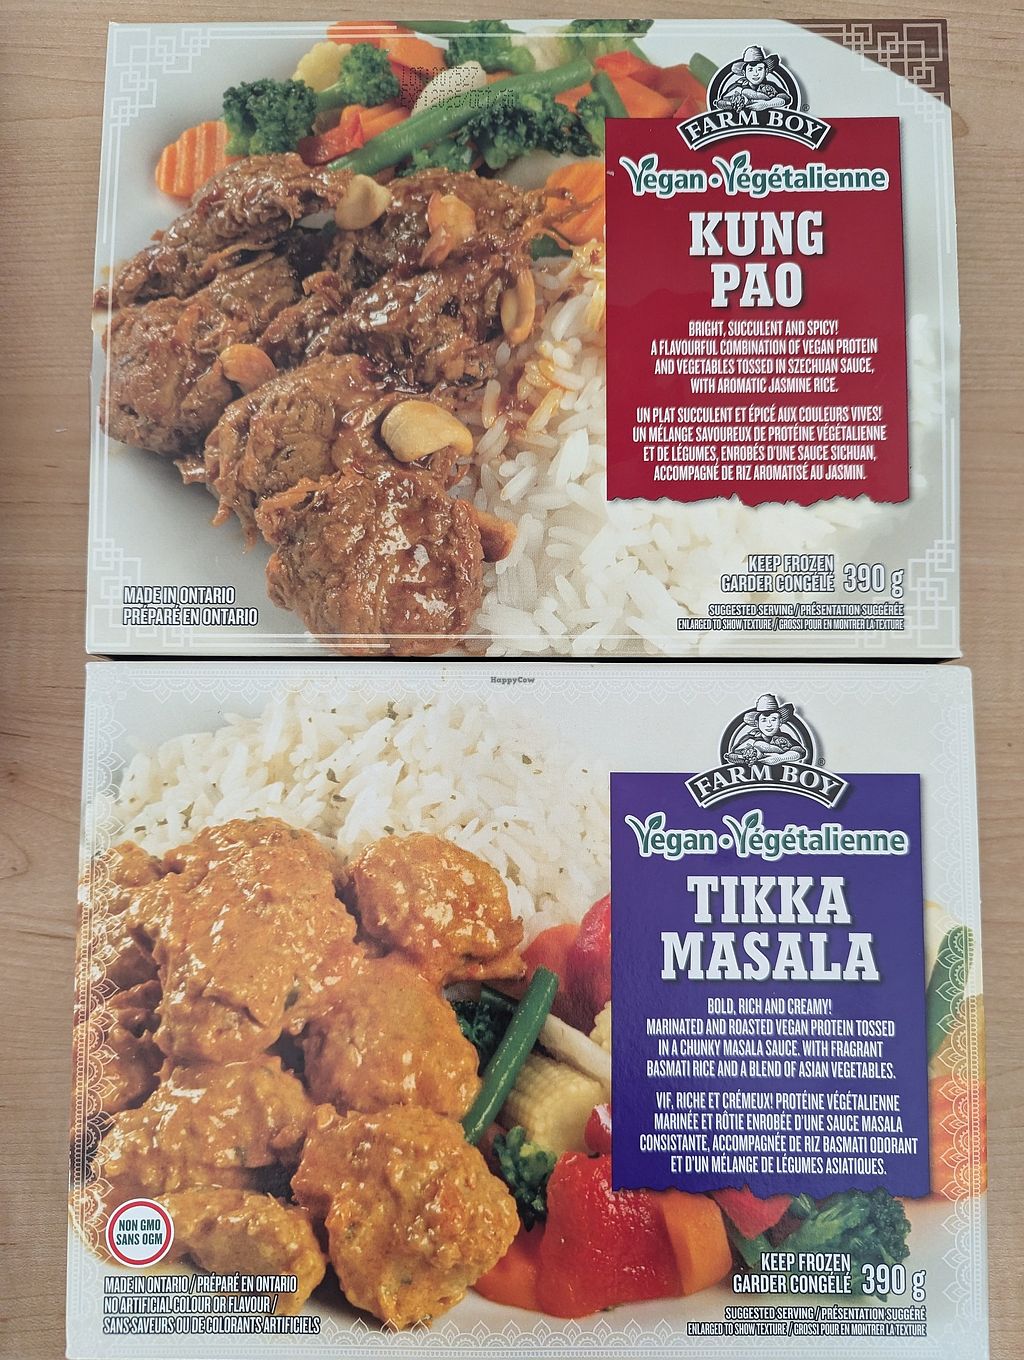 LOT: 007527
EXP: 2025/OCT/30
FARM BOY
Vegan • Végétalienne
KUNG
PAO
BRIGHT, SUCCULENT AND SPICY!
A FLAVOURFUL COMBINATION OF VEGAN PROTEIN
AND VEGETABLES TOSSED IN SZECHUAN SAUCE,
WITH AROMATIC JASMINE RICE.
UN PLAT SUCCULENT ET ÉPICÉ AUX COULEURS VIVES!
UN MÉLANGE SAVOUREUX DE PROTÉINE VÉGÉTALIENNE
ET DE LÉGUMES, ENROBÉS D'UNE SAUCE SICHUAN,
ACCOMPAGNÉ DE RIZ AROMATISÉ AU JASMIN.
MADE IN ONTARIO
PRÉPARÉ EN ONTARIO
KEEP FROZEN
GARDER CONGELÉ 390 g
SUGGESTED SERVING / PRÉSENTATION SUGGÉRÉE
ENLARGED TO SHOW TEXTURE / GROSSI POUR EN MONTRER LA TEXTURE
HappyCow
FARM BOY
Vegan • Végétalienne
TIKKA
MASALA
BOLD, RICH AND CREAMY!
MARINATED AND ROASTED VEGAN PROTEIN TOSSED
IN A CHUNKY MASALA SAUCE. WITH FRAGRANT
BASMATI RICE AND A BLEND OF ASIAN VEGETABLES.
VIF, RICHE ET CRÉMEUX! PROTÉINE VÉGÉTALIENNE
MARINÉE ET RÔTIE ENROBÉE D'UNE SAUCE MASALA
CONSISTANTE, ACCOMPAGNÉE DE RIZ BASMATI ODORANT
ET D'UN MÉLANGE DE LÉGUMES ASIATIQUES.
NON GMO
SANS OGM
MADE IN ONTARIO / PRÉPARÉ EN ONTARIO
NO ARTIFICIAL COLOUR OR FLAVOUR /
SANS SAVEURS OU DE COLORANTS ARTIFICIELS
KEEP FROZEN
GARDER CONGELÉ 390 g
SUGGESTED SERVING / PRÉSENTATION SUGGÉRÉ
ENLARGED TO SHOW TEXTURE / GROSSI POUR EN MONTRER LA TEXTURE